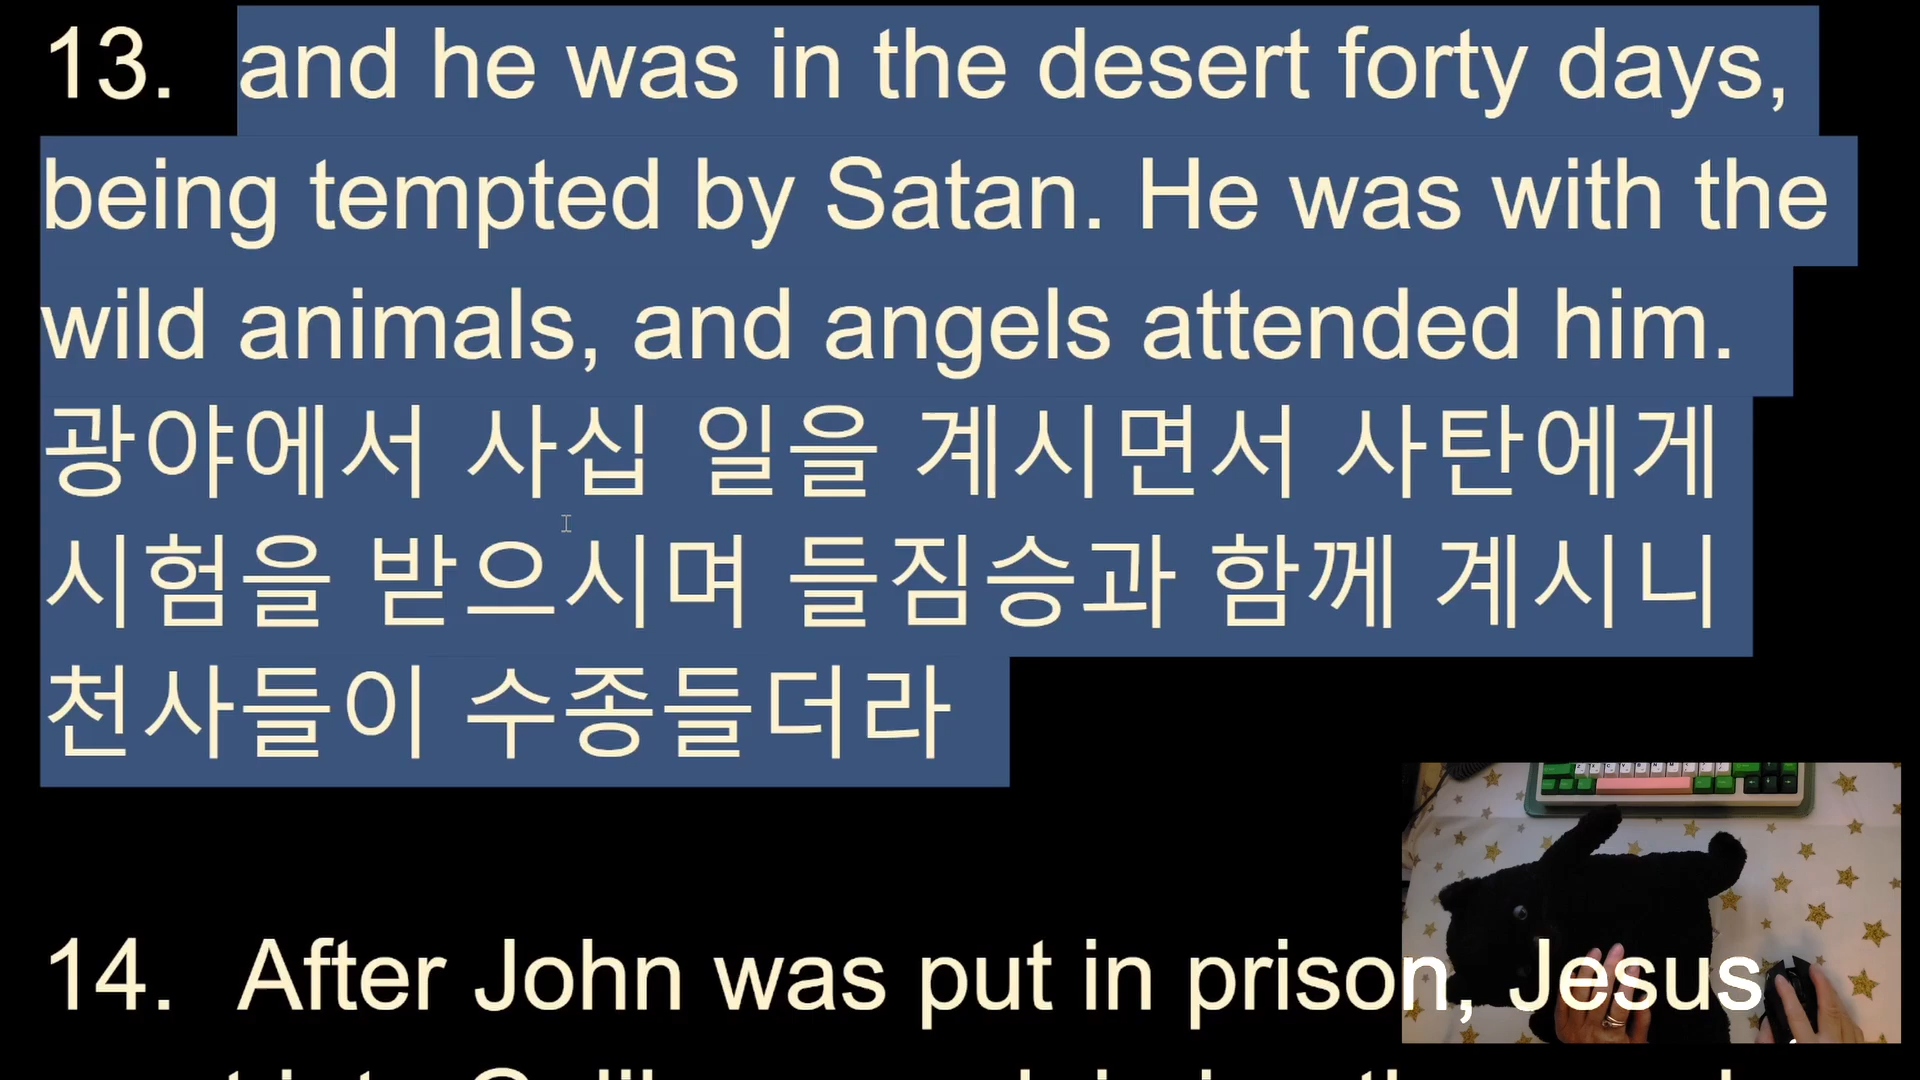 13. and he was in the desert forty days,
being tempted by Satan. He was with the
wild animals, and angels attended him.
광야에서 사십 일을 계시면서 사탄에게
시험을 받으시며 들짐승과 함께 계시니
천사들이 수종들더라
14. After John was put in prison, Jesus